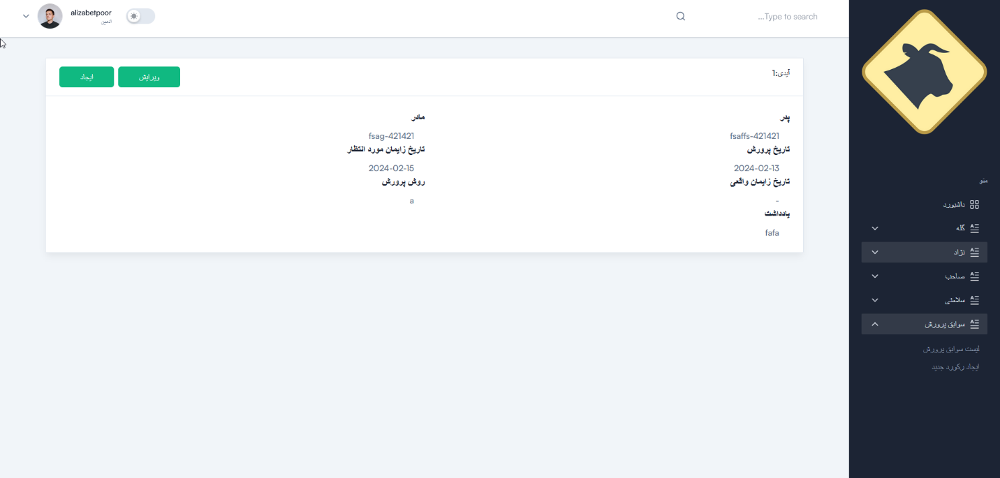 alizabetpoor
ادمین
Type to search...
آیدی:1
ویرایش
ایجاد
پدر
fsaffs-421421
مادر
fsag-421421
تاریخ پرورش
2024-02-13
تاریخ زایمان مورد انتظار
2024-02-15
تاریخ زایمان واقعی
-
روش پرورش
a
یادداشت
fafa
منو
داشبورد
گله
نژاد
صاحب
سلامتی
سوابق پرورش
لیست سوابق پرورش
ایجاد رکورد جدید